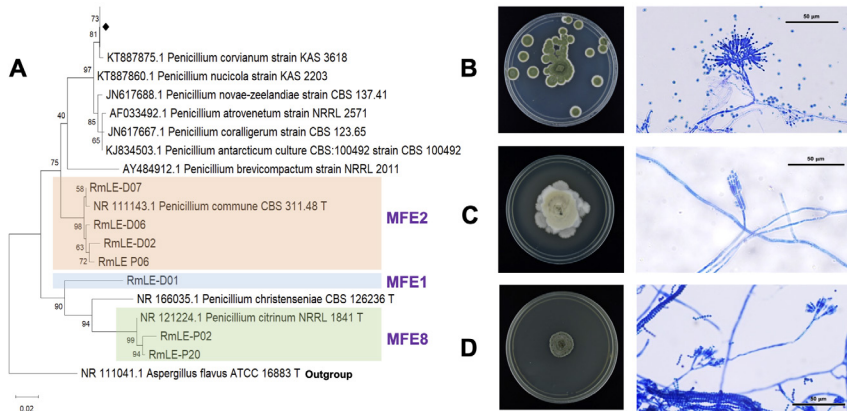 73
81
A
KT887875.1 Penicillium corvianum strain KAS 3618
KT887860.1 Penicillium nucicola strain KAS 2203
97
JN617688.1 Penicillium novae-zeelandiae strain CBS 137.41
AF033492.1 Penicillium atrovenetum strain NRRL 2571
85
JN617667.1 Penicillium coralligerum strain CBS 123.65
65
40
KJ834503.1 Penicillium antarcticum culture CBS:100492 strain CBS 100492
75
AY484912.1 Penicillium brevicompactum strain NRRL 2011
58
RmLE-D07
NR 111143.1 Penicillium commune CBS 311.48 T
MFE2
98
RmLE-D06
63
RmLE-D02
72
RmLE P06
RmLE-D01
MFE1
90
NR 166035.1 Penicillium christenseniae CBS 126236 T
94
NR 121224.1 Penicillium citrinum NRRL 1841 T
99
RmLE-P02
MFE8
94
RmLE-P20
NR 111041.1 Aspergillus flavus ATCC 16883 T Outgroup
0.02
B
50 µm
C
50 µm
D
50 µm